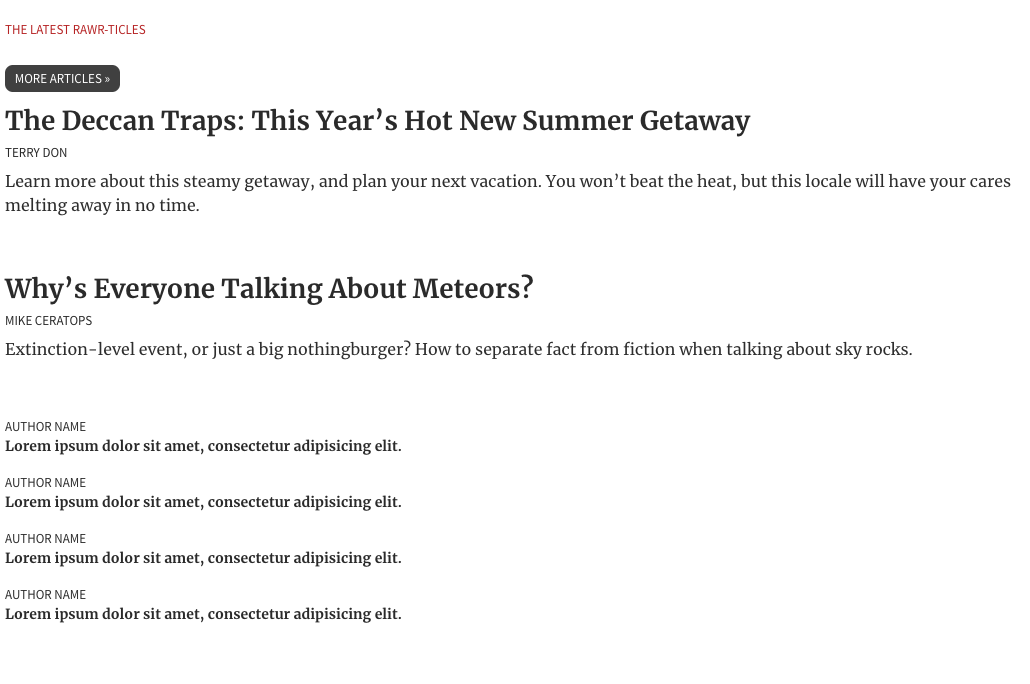 THE LATEST RAWR-TICLES
MORE ARTICLES »
The Deccan Traps: This Year’s Hot New Summer Getaway
TERRY DON
Learn more about this steamy getaway, and plan your next vacation. You won’t beat the heat, but this locale will have your cares
melting away in no time.
Why’s Everyone Talking About Meteors?
MIKE CERATOPS
Extinction-level event, or just a big nothingburger? How to separate fact from fiction when talking about sky rocks.
AUTHOR NAME
Lorem ipsum dolor sit amet, consectetur adipisicing elit.
AUTHOR NAME
Lorem ipsum dolor sit amet, consectetur adipisicing elit.
AUTHOR NAME
Lorem ipsum dolor sit amet, consectetur adipisicing elit.
AUTHOR NAME
Lorem ipsum dolor sit amet, consectetur adipisicing elit.